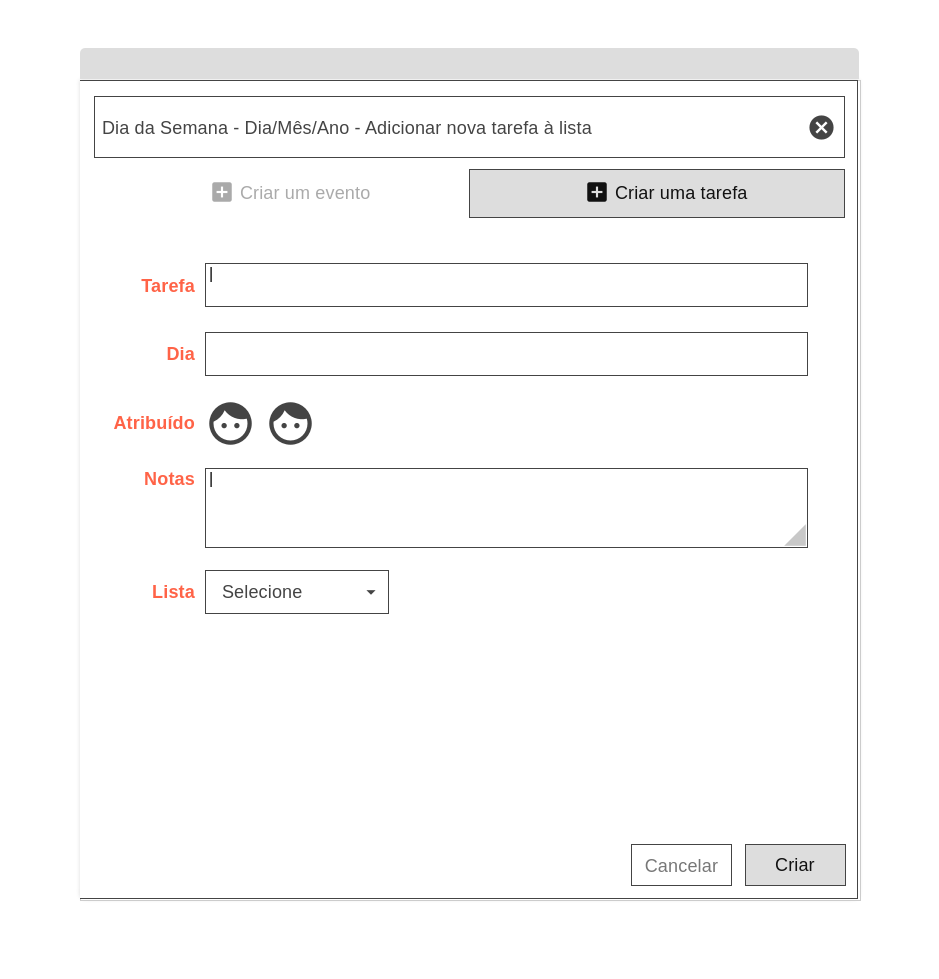 Dia da Semana - Dia/Mês/Ano - Adicionar nova tarefa à lista
Criar um evento
Criar uma tarefa
Tarefa
Dia
Atribuído
Notas
Lista
Selecione
Cancelar
Criar